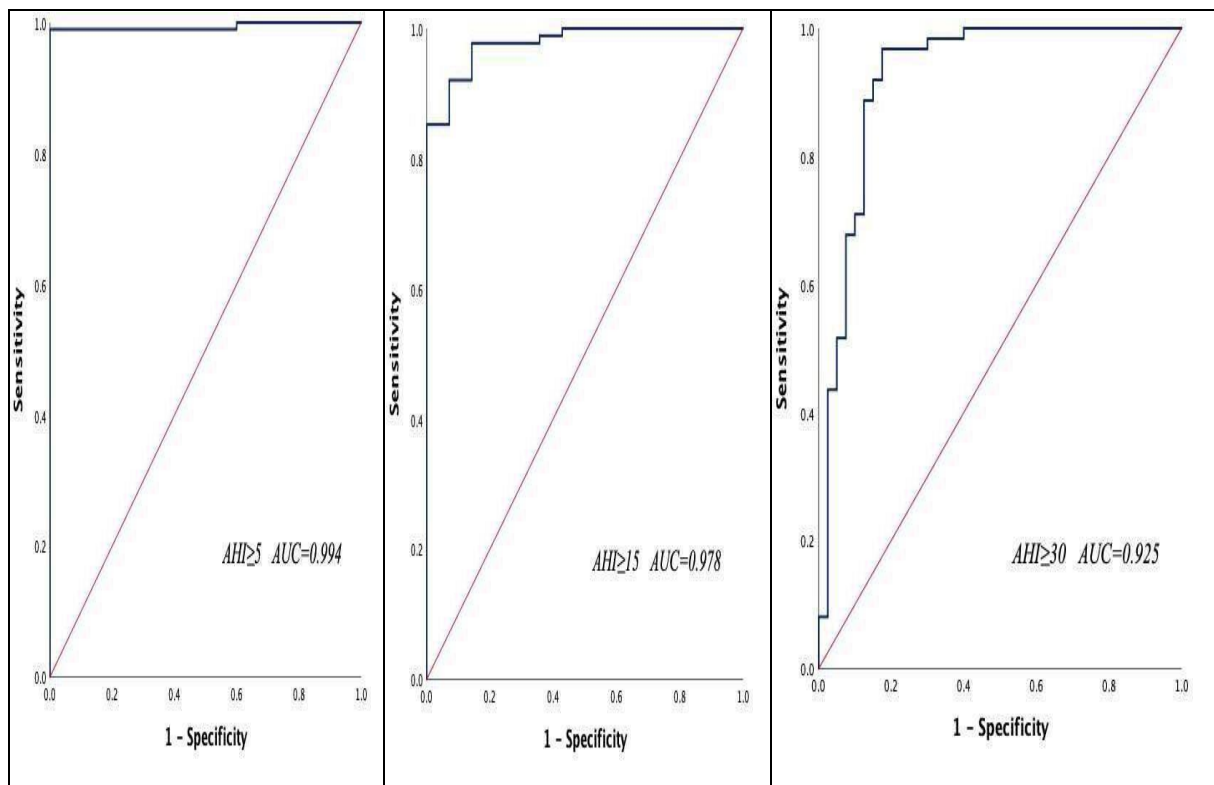 1.0
0.8
0.6
0.4
0.2
0.0
Sensitivity
AHI≥5 AUC=0.994
0.0 0.2 0.4 0.6 0.8 1.0
1 – Specificity
1.0
0.8
0.6
0.4
0.2
0.0
Sensitivity
AHI≥15 AUC=0.978
0.0 0.2 0.4 0.6 0.8 1.0
1 – Specificity
1.0
0.8
0.6
0.4
0.2
0.0
Sensitivity
AHI≥30 AUC=0.925
0.0 0.2 0.4 0.6 0.8 1.0
1 – Specificity